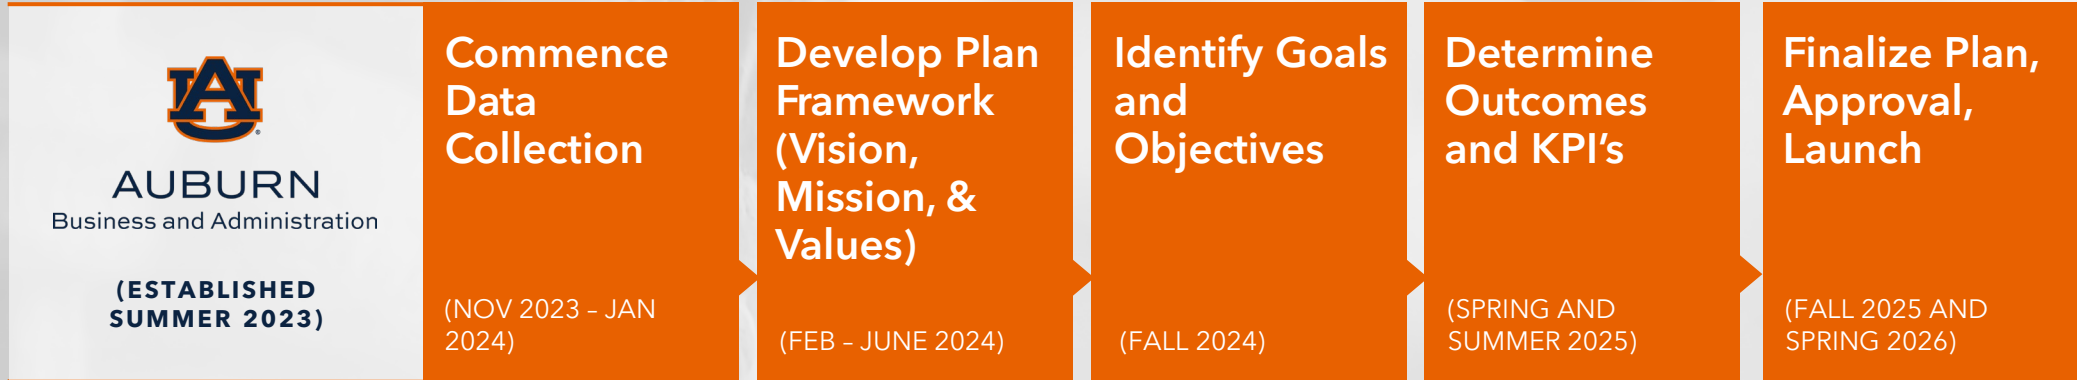 AU
AUBURN
Business and Administration
(ESTABLISHED
SUMMER 2023)
Commence
Data
Collection
(NOV 2023 – JAN
2024)
Develop Plan
Framework
(Vision,
Mission, &
Values)
(FEB – JUNE 2024)
Identify Goals
and
Objectives
(FALL 2024)
Determine
Outcomes
and KPI’s
(SPRING AND
SUMMER 2025)
Finalize Plan,
Approval,
Launch
(FALL 2025 AND
SPRING 2026)